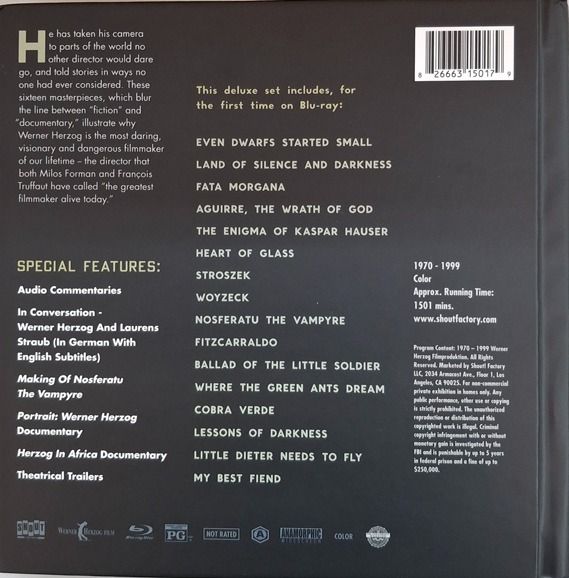 He has taken his camera
to parts of the world no
other director would dare
go, and told stories in ways no
one had ever considered. These
sixteen masterpieces, which blur
the line between "fiction" and
"documentary," illustrate why
Werner Herzog is the most daring,
visionary and dangerous filmmaker
of our lifetime – the director that
both Milos Forman and François
Truffaut have called "the greatest
filmmaker alive today."
SPECIAL FEATURES:
Audio Commentaries
In Conversation -
Werner Herzog And Laurens
Straub (In German With
English Subtitles)
Making Of Nosferatu
The Vampyre
Portrait: Werner Herzog
Documentary
Herzog In Africa Documentary
Theatrical Trailers
This deluxe set includes, for
the first time on Blu-ray:
EVEN DWARFS STARTED SMALL
LAND OF SILENCE AND DARKNESS
FATA MORGANA
AGUIRRE, THE WRATH OF GOD
THE ENIGMA OF KASPAR HAUSER
HEART OF GLASS
STROSZEK
WOYZECK
NOSFERATU THE VAMPYRE
FITZCARRALDO
BALLAD OF THE LITTLE SOLDIER
WHERE THE GREEN ANTS DREAM
COBRA VERDE
LESSONS OF DARKNESS
LITTLE DIETER NEEDS TO FLY
MY BEST FIEND
8 26663 15017 9
1970 - 1999
Color
Approx. Running Time:
1501 mins.
www.shoutfactory.com
Program Content: 1970 – 1999 Werner
Herzog Filmproduktion. All Rights
Reserved. Marketed by Shout! Factory
LLC, 2034 Armacost Ave., Floor 1, Los
Angeles, CA 90025. For non-commercial
private exhibition in homes only. Any
public performance, other use or copying
is strictly prohibited. The unauthorized
reproduction or distribution of this
copyrighted work is illegal. Criminal
copyright infringement with or without
monetary gain is investigated by the
FBI and is punishable by up to 5 years
in federal prison and a fine of up to
$250,000.
SHOUT! WERNER HERZOG FILM Blu-ray Disc PG NOT RATED A ANAMORPHIC WIDESCREEN COLOR